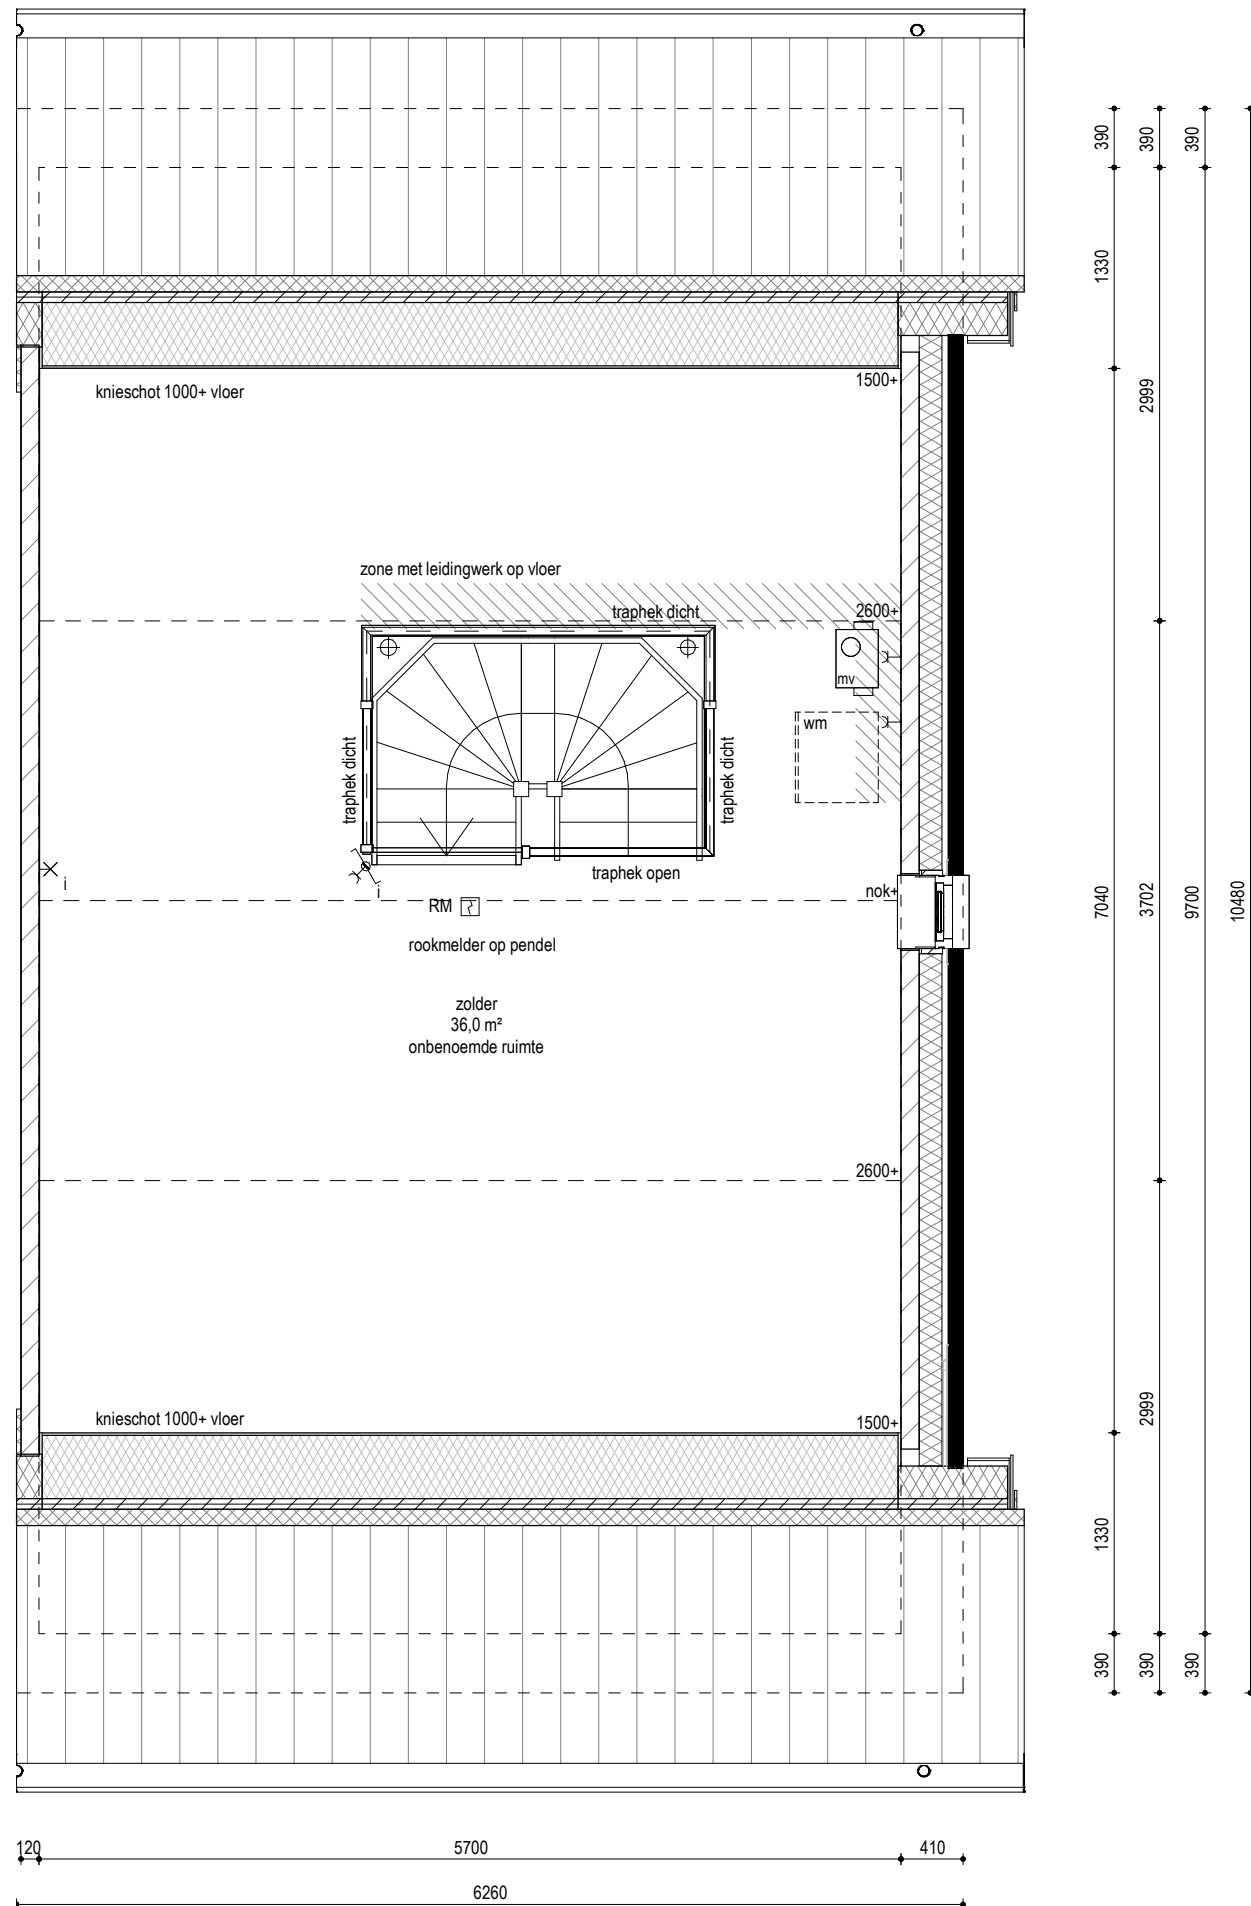 390
390
390
1330
knieschot 1000+ vloer
1500+
2999
zone met leidingwerk op vloer
traphek dicht
2600+
mv
wm
traphek dicht
traphek dicht
i
i
traphek open
nok+
RM
7040
3702
9700
10480
rookmelder op pendel
zolder
36,0 m²
onbenoemde ruimte
2600+
2999
knieschot 1000+ vloer
1500+
1330
390
390
390
120
5700
410
6260